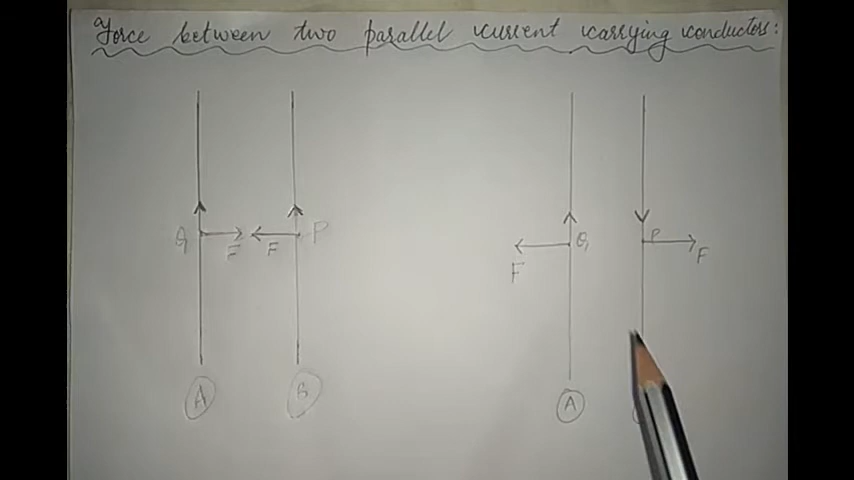 Force between two parallel current carrying conductors:
Q F F P
Q P
F F
A B
A